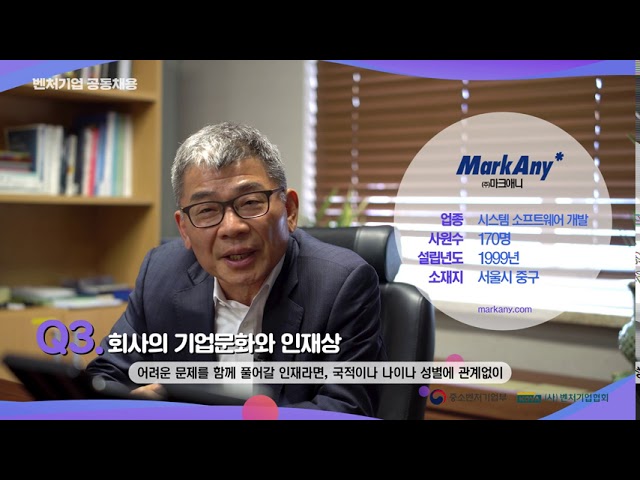 벤처기업 공동채용
MarkAny*
㈜마크애니
업종 시스템 소프트웨어 개발
사원수 170명
설립년도 1999년
소재지 서울시 중구
markany.com
Q3. 회사의 기업문화와 인재상
어려운 문제를 함께 풀어갈 인재라면, 국적이나 나이나 성별에 관계없이
중소벤처기업부 (사)벤처기업협회